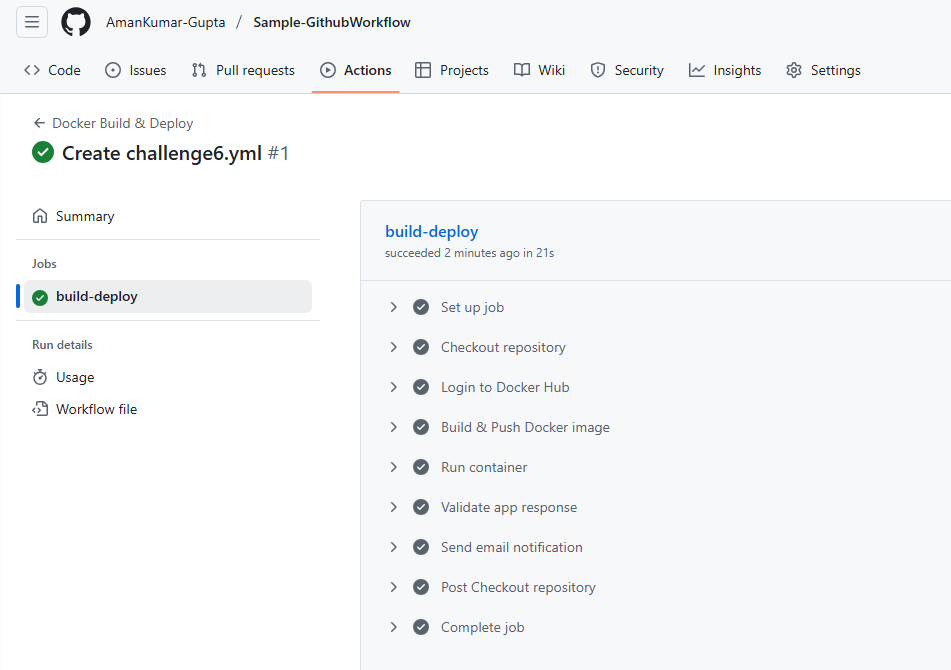 AmanKumar-Gupta / Sample-GithubWorkflow
Code Issues Pull requests Actions Projects Wiki Security Insights Settings
Docker Build & Deploy
Create challenge6.yml #1
Summary
Jobs
build-deploy
Run details
Usage
Workflow file
build-deploy
succeeded 2 minutes ago in 21s
Set up job
Checkout repository
Login to Docker Hub
Build & Push Docker image
Run container
Validate app response
Send email notification
Post Checkout repository
Complete job